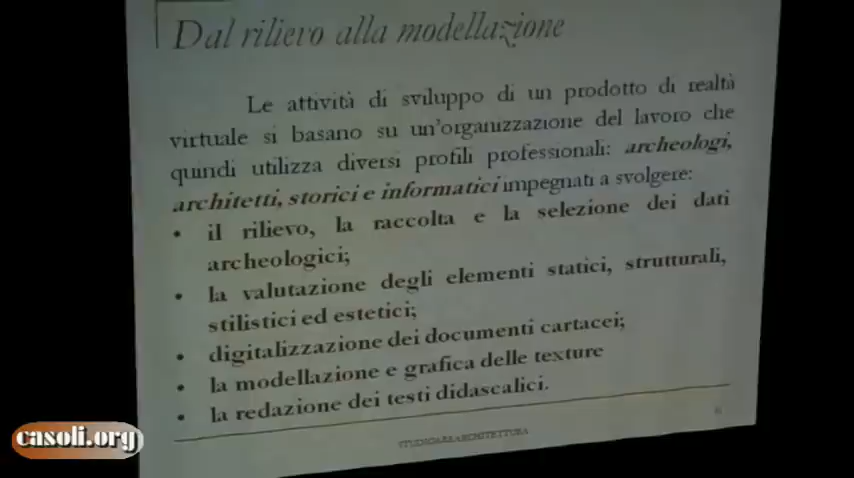 Dal rilievo alla modellazione
Le attività di sviluppo di un prodotto di realtà
virtuale si basano su un'organizzazione del lavoro che
quindi utilizza diversi profili professionali: archeologi,
architetti, storici e informatici impegnati a svolgere:
• il rilievo, la raccolta e la selezione dei dati
archeologici;
• la valutazione degli elementi statici, strutturali,
stilistici ed estetici;
• digitalizzazione dei documenti cartacei;
• la modellazione e grafica delle texture
• la redazione dei testi didascalici.
casoli.org